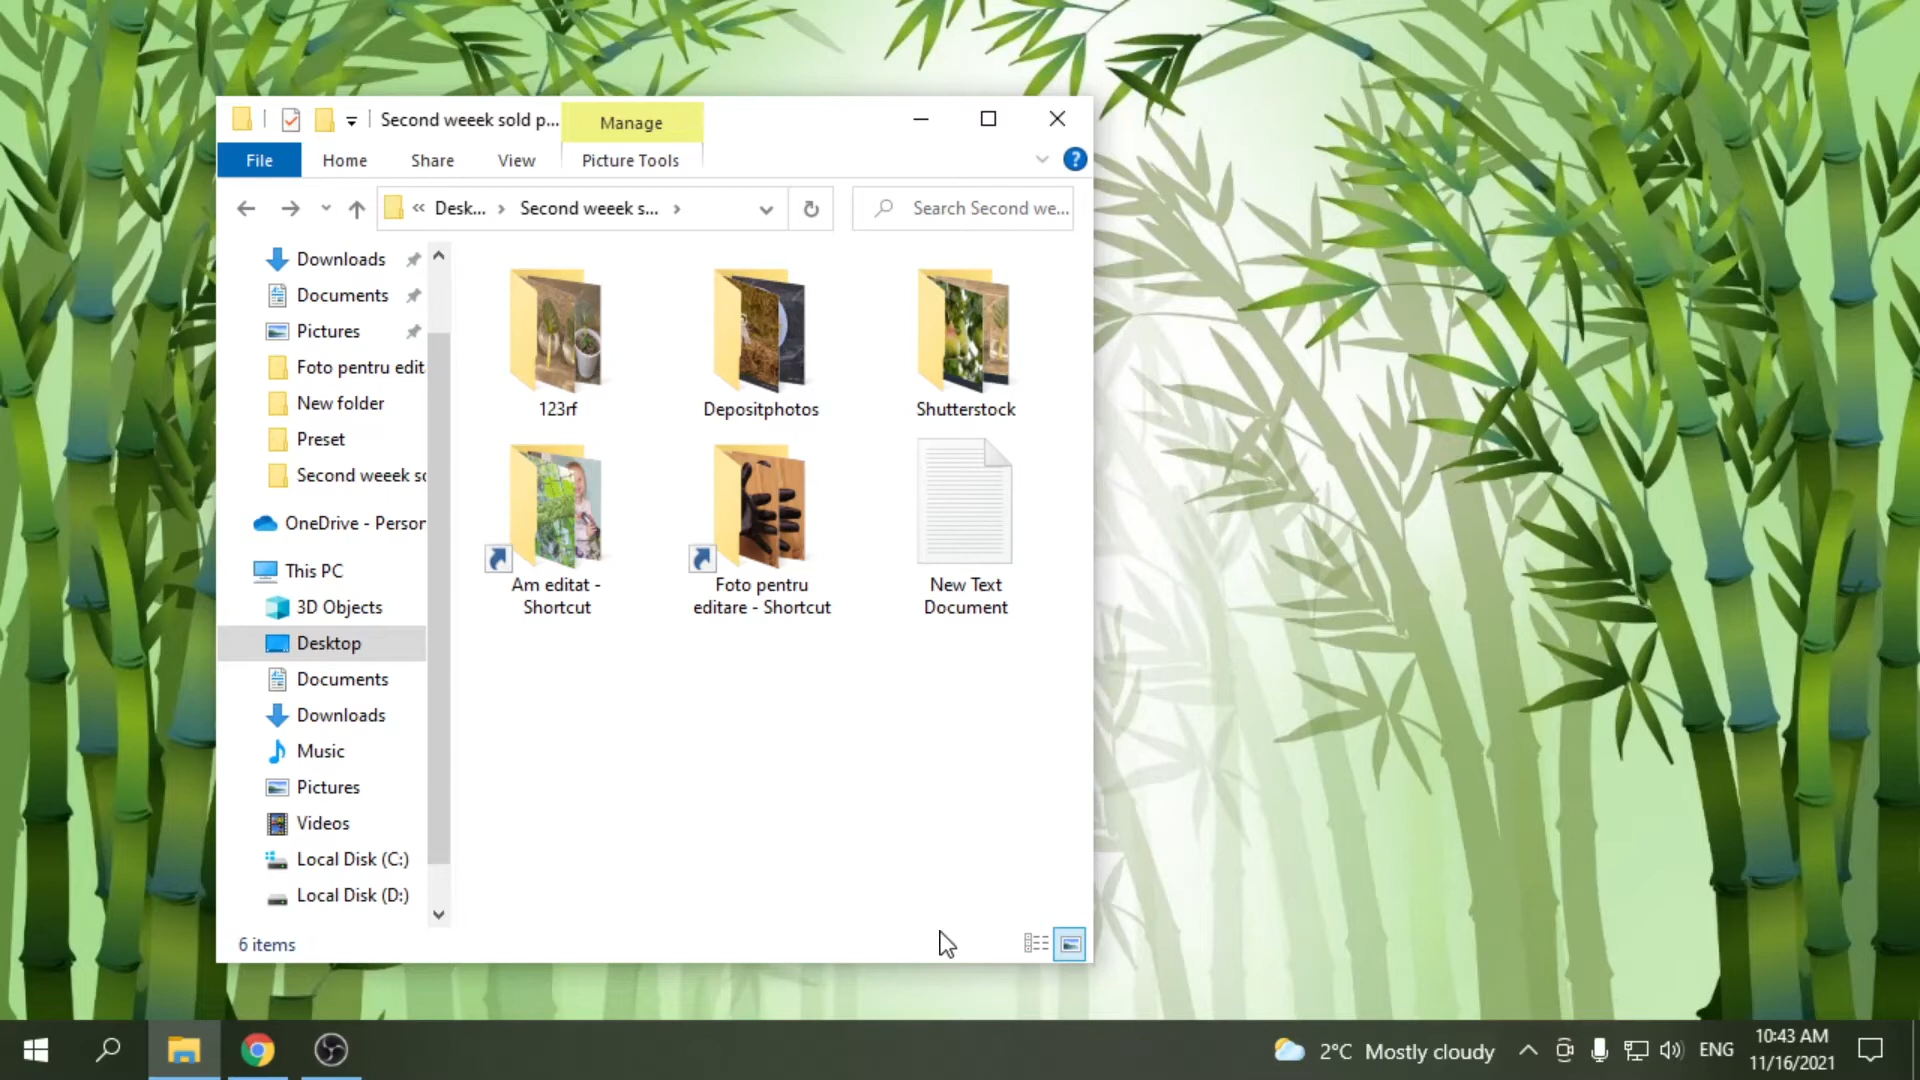 Second weeek sold p...
Manage
File
Home
Share
View
Picture Tools
?
« Desk... › Second weeek s... ›
Search Second we...
Downloads
Documents
Pictures
Foto pentru edit
New folder
Preset
Second weeek so
OneDrive - Person
This PC
3D Objects
Desktop
Documents
Downloads
Music
Pictures
Videos
Local Disk (C:)
Local Disk (D:)
123rf
Depositphotos
Shutterstock
Am editat -
Shortcut
Foto pentru
editare - Shortcut
New Text
Document
6 items
2°C Mostly cloudy
ENG
10:43 AM
11/16/2021